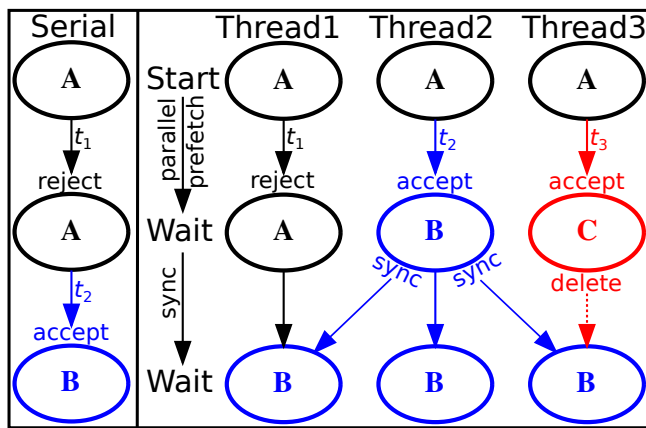 Serial
Thread1 Thread2 Thread3
A
Start
A
A
A
t1
parallel
prefetch
t1
t2
t3
reject
reject
accept
accept
A
Wait
A
B
C
t2
sync
sync
sync
delete
accept
B
Wait
B
B
B